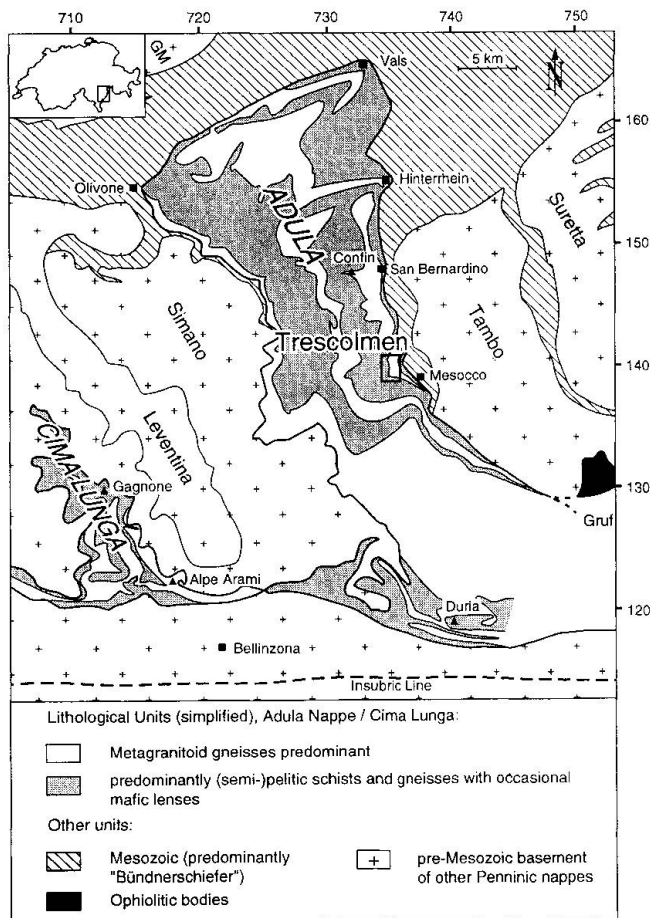 710 720 730 740 750
GM
Vals
5 km
N
160
Olivone
Hinterrhein
Suretta
ADULA
150
Confin
San Bernardino
Simano
Tambo
Trescolmen
140
Mesocco
Leventina
CIMA-LUNGA
Gagnone
130
Gruf
Alpe Arami
Duria
120
Bellinzona
Insubric Line
Lithological Units (simplified), Adula Nappe / Cima Lunga:
Metagranitoid gneisses predominant
predominantly (semi-)pelitic schists and gneisses with occasional
mafic lenses
Other units:
Mesozoic (predominantly
"Bündnerschiefer")
pre-Mesozoic basement
of other Penninic nappes
Ophiolitic bodies